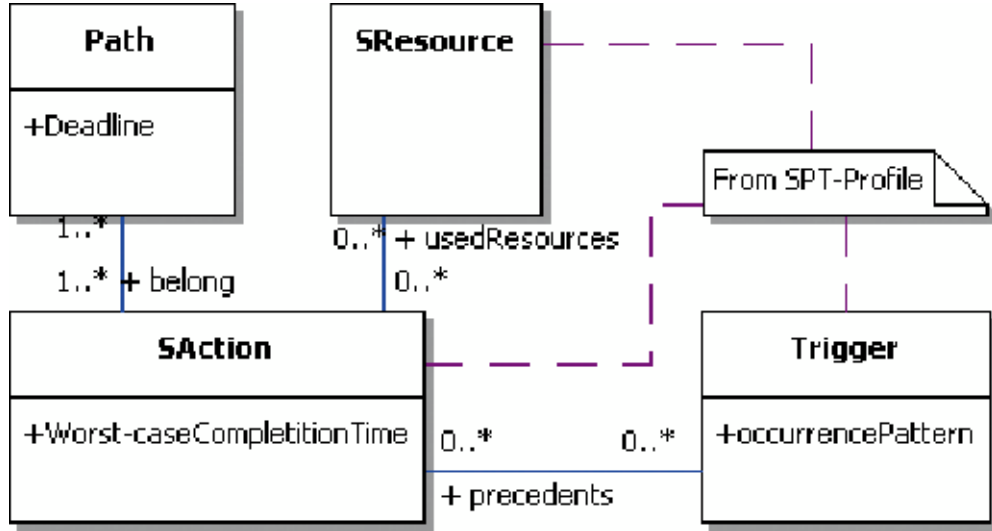 Path
SResource
+Deadline
From SPT-Profile
1..*
0..* + usedResources
1..* + belong
0..*
SAction
Trigger
+Worst-caseCompletitionTime
0..*
0..*
+occurrencePattern
+ precedents